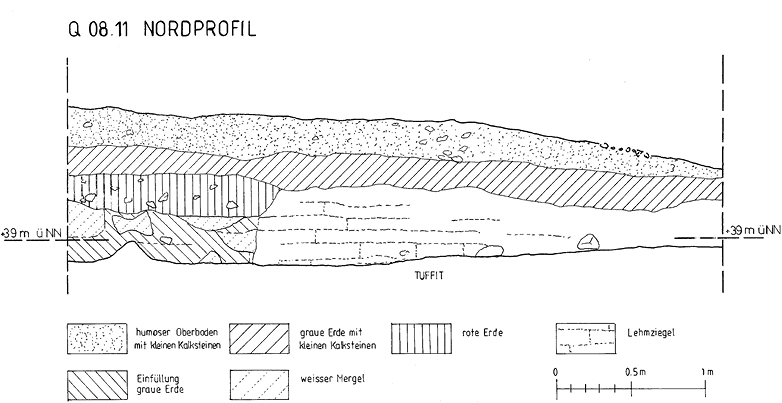 Q 08.11 NORDPROFIL
+39 m ü NN
+39 m ü NN
TUFFIT
humoser Oberboden
mit kleinen Kalksteinen
graue Erde mit
kleinen Kalksteinen
rote Erde
Lehmziegel
Einfüllung
graue Erde
weisser Mergel
0
0.5 m
1 m